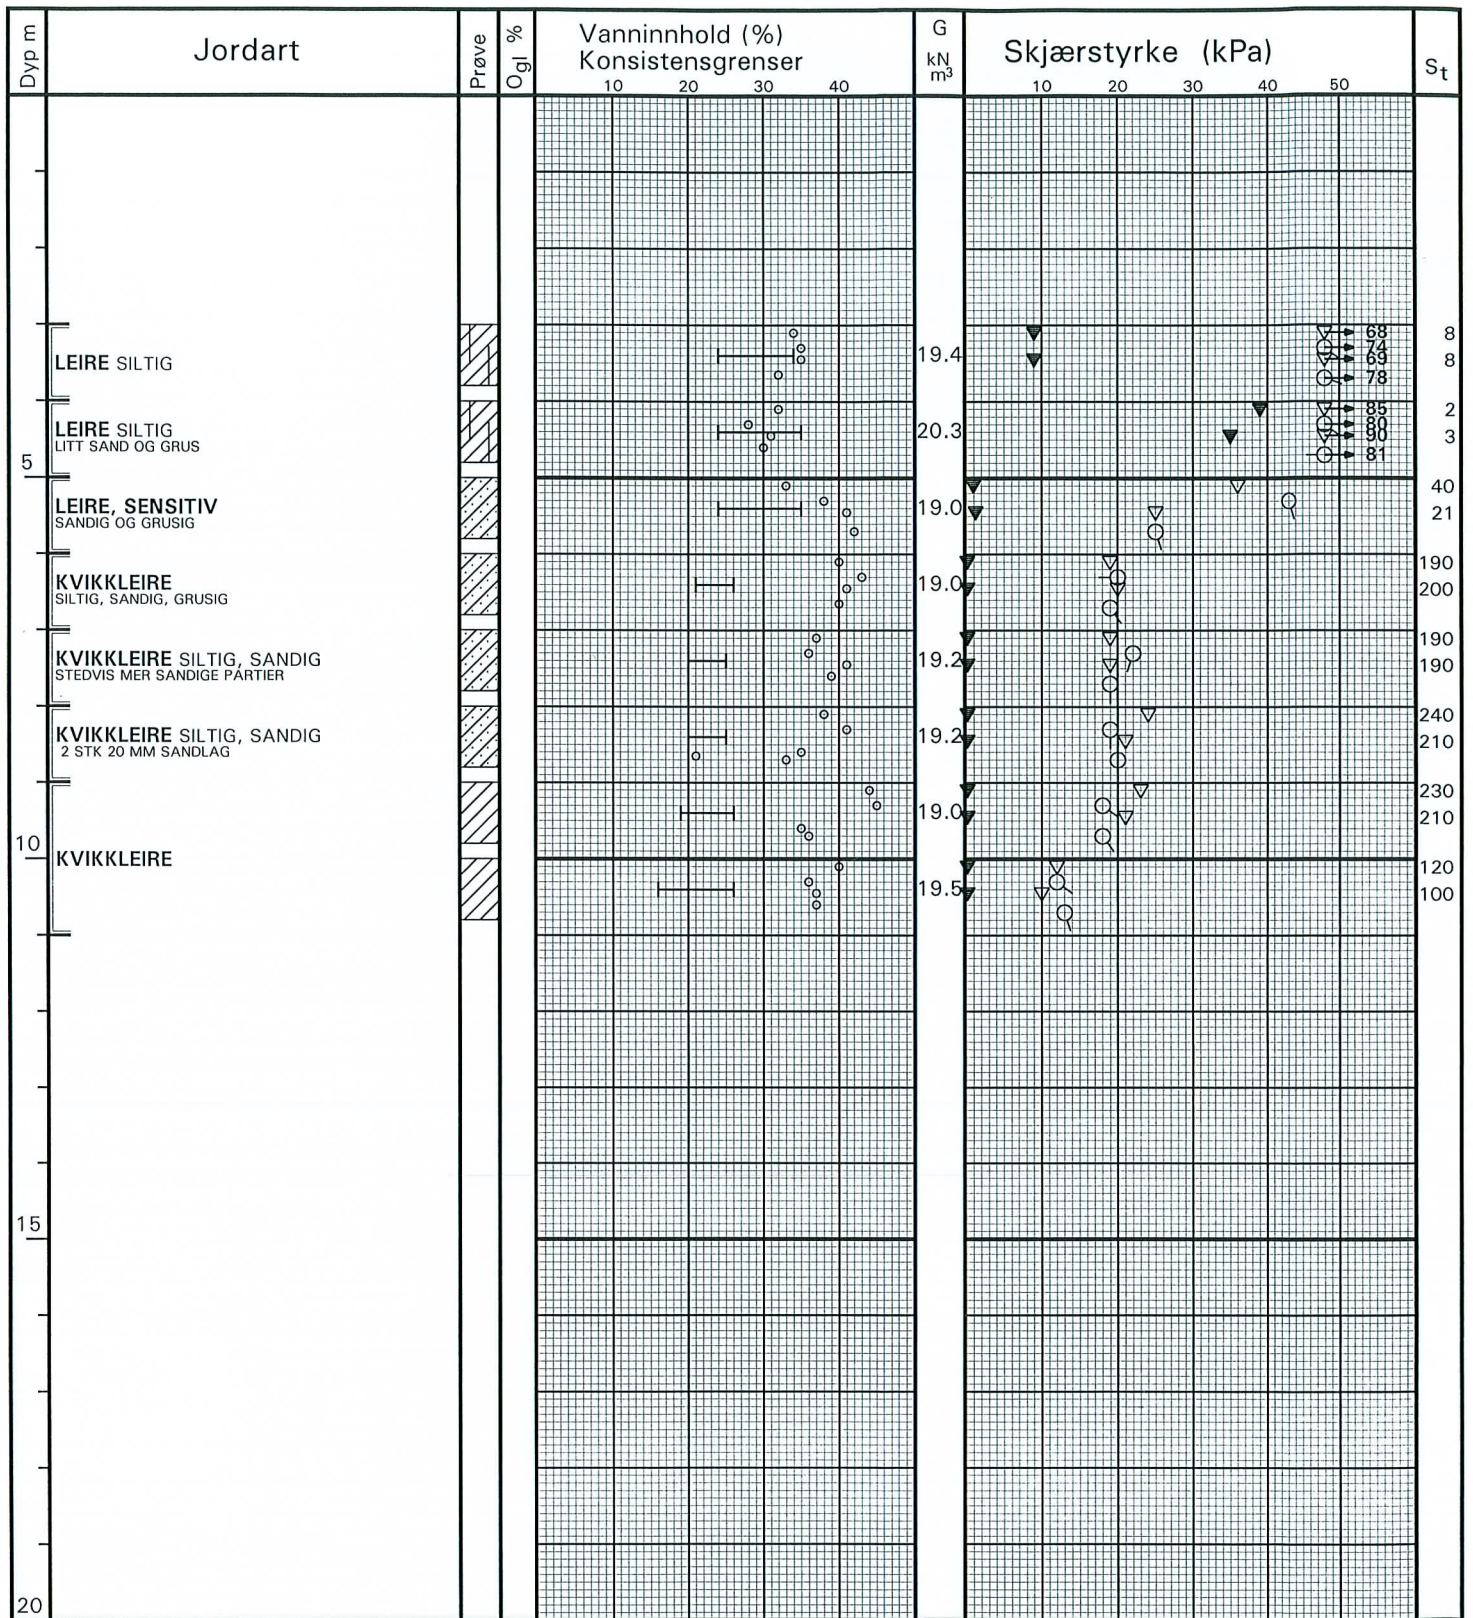 Dyp m
Jordart
Prøve
Ogl %
Vanninnhold (%)
Konsistensgrenser
10 20 30 40
G
kN
m³
Skjærstyrke (kPa)
10 20 30 40 50
St
68 8
74
LEIRE SILTIG 19.4 69 8
78
85 2
LEIRE SILTIG 80
LITT SAND OG GRUS 20.3 90 3
81
5
40
LEIRE, SENSITIV 19.0 21
SANDIG OG GRUSIG
190
KVIKKLEIRE 19.0 200
SILTIG, SANDIG, GRUSIG
190
KVIKKLEIRE SILTIG, SANDIG 19.2 190
STEDVIS MER SANDIGE PARTIER
240
KVIKKLEIRE SILTIG, SANDIG 19.2 210
2 STK 20 MM SANDLAG
230
19.0 210
10
KVIKKLEIRE 120
19.5 100
15
20